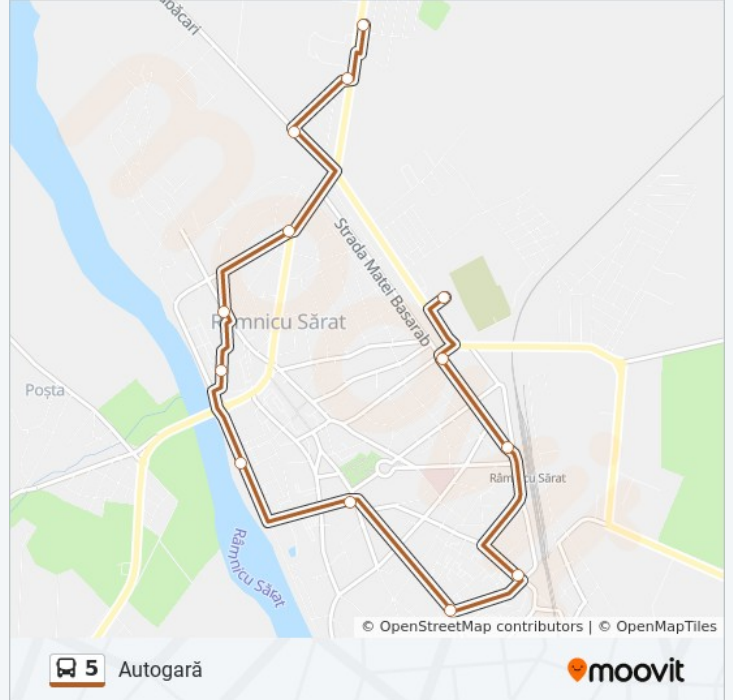 băcari
Strada Matei Basarab
Râmnicu Sărat
Poșta
Râmnicu Sărat
Râmnicu Sărat
© OpenStreetMap contributors | © OpenMapTiles
5 Autogară
moovit